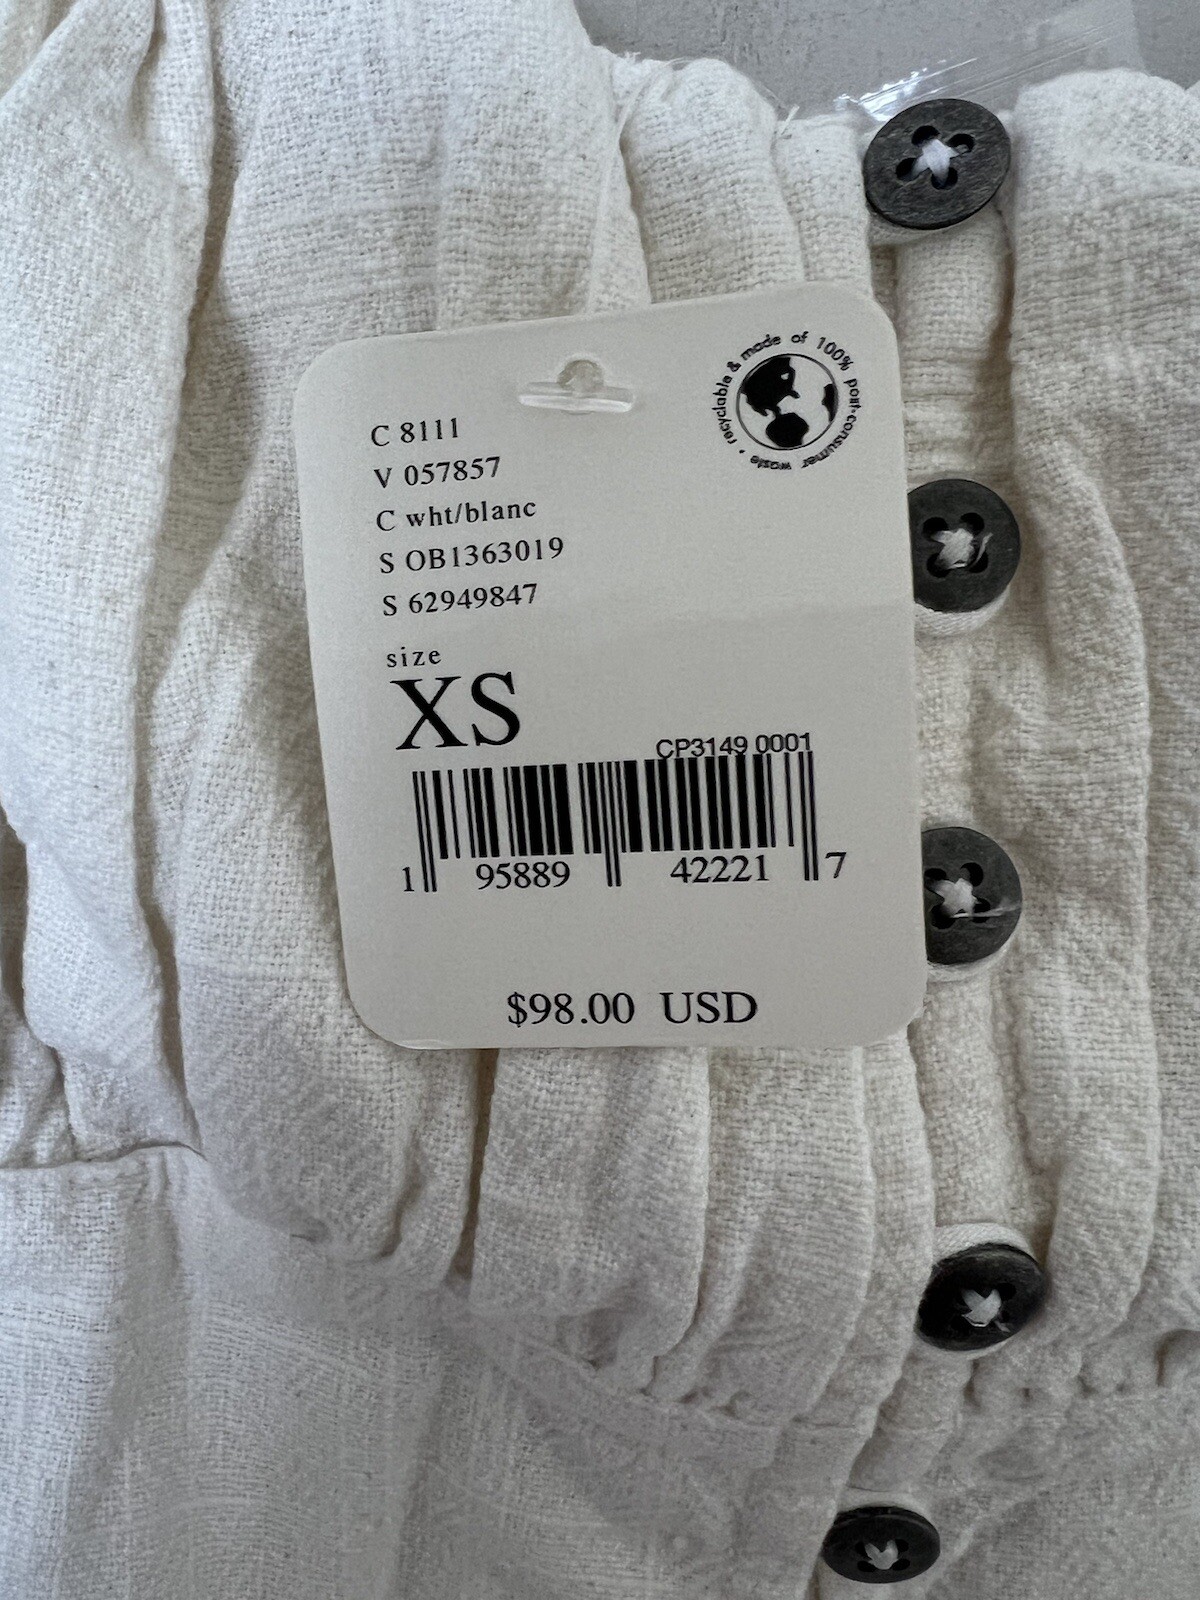 recyclable & made of 100% post-consumer waste •
C 8111
V 057857
C wht/blanc
S OB1363019
S 62949847
size
XS
CP3149 0001
1 95889 42221 7
$98.00 USD